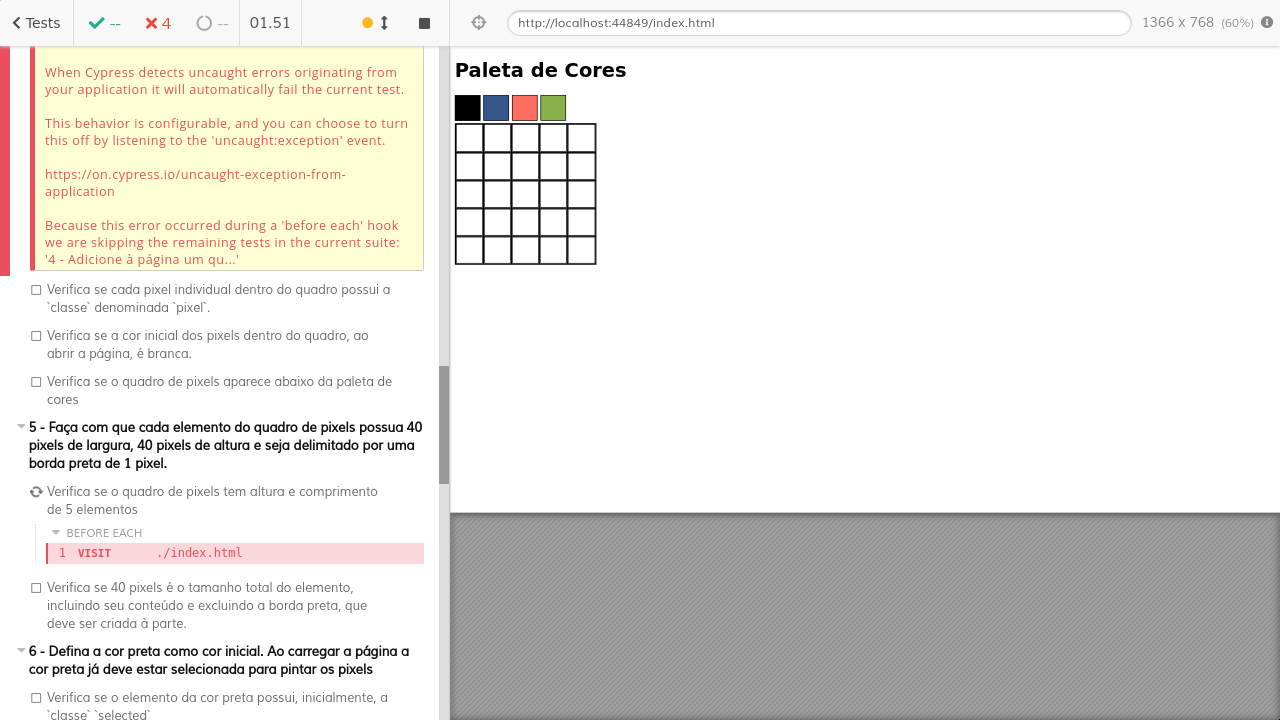 Tests
--
4
--
01.51
http://localhost:44849/index.html
1366 x 768 (60%)
When Cypress detects uncaught errors originating from
your application it will automatically fail the current test.
This behavior is configurable, and you can choose to turn
this off by listening to the 'uncaught:exception' event.
https://on.cypress.io/uncaught-exception-from-
application
Because this error occurred during a 'before each' hook
we are skipping the remaining tests in the current suite:
'4 - Adicione à página um qu...'
Verifica se cada pixel individual dentro do quadro possui a
`classe` denominada `pixel`.
Verifica se a cor inicial dos pixels dentro do quadro, ao
abrir a página, é branca.
Verifica se o quadro de pixels aparece abaixo da paleta de
cores
5 - Faça com que cada elemento do quadro de pixels possua 40
pixels de largura, 40 pixels de altura e seja delimitado por uma
borda preta de 1 pixel.
Verifica se o quadro de pixels tem altura e comprimento
de 5 elementos
BEFORE EACH
1 VISIT ./index.html
Verifica se 40 pixels é o tamanho total do elemento,
incluindo seu conteúdo e excluindo a borda preta, que
deve ser criada à parte.
6 - Defina a cor preta como cor inicial. Ao carregar a página a
cor preta já deve estar selecionada para pintar os pixels
Verifica se o elemento da cor preta possui, inicialmente, a
`classe` `selected`
Paleta de Cores